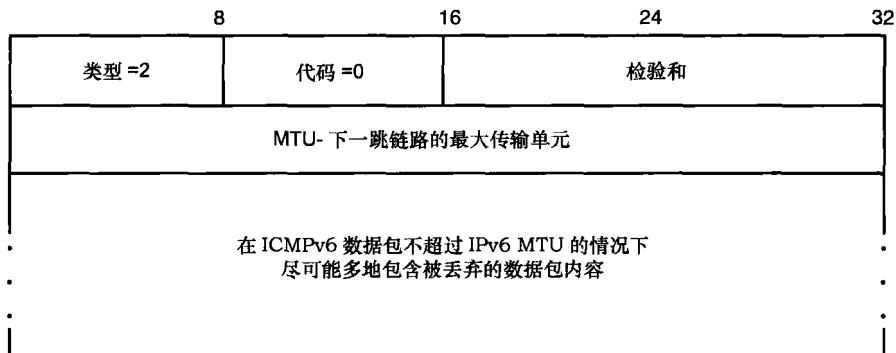 8 16 24 32
类型 =2 代码 =0 检验和
MTU- 下一跳链路的最大传输单元
在 ICMPv6 数据包不超过 IPv6 MTU 的情况下
尽可能多地包含被丢弃的数据包内容